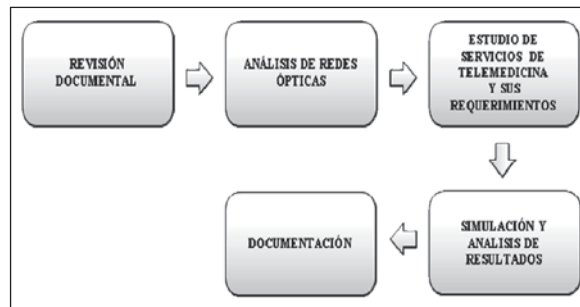 REVISIÓN
DOCUMENTAL
ANÁLISIS DE REDES
ÓPTICAS
ESTUDIO DE
SERVICIOS DE
TELEMEDICINA
Y SUS
REQUERIMIENTOS
SIMULACIÓN Y
ANALISIS DE
RESULTADOS
DOCUMENTACIÓN